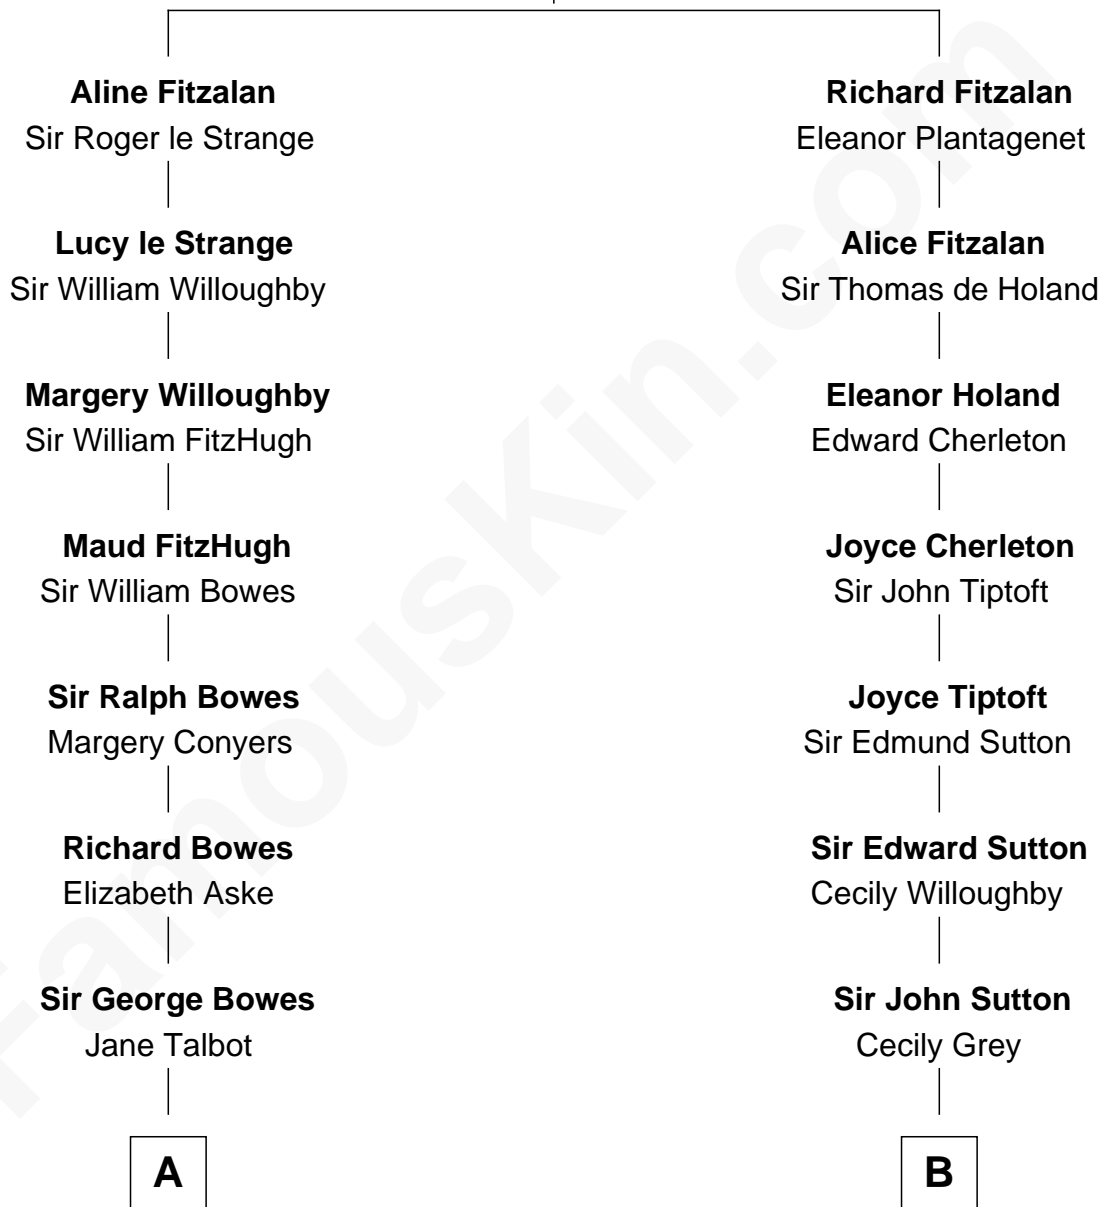 Aline Fitzalan
Sir Roger le Strange
Lucy le Strange
Sir William Willoughby
Margery Willoughby
Sir William FitzHugh
Maud FitzHugh
Sir William Bowes
Sir Ralph Bowes
Margery Conyers
Richard Bowes
Elizabeth Aske
Sir George Bowes
Jane Talbot
A
Richard Fitzalan
Eleanor Plantagenet
Alice Fitzalan
Sir Thomas de Holand
Eleanor Holand
Edward Cherleton
Joyce Cherleton
Sir John Tiptoft
Joyce Tiptoft
Sir Edmund Sutton
Sir Edward Sutton
Cecily Willoughby
Sir John Sutton
Cecily Grey
B
FamousKin.com